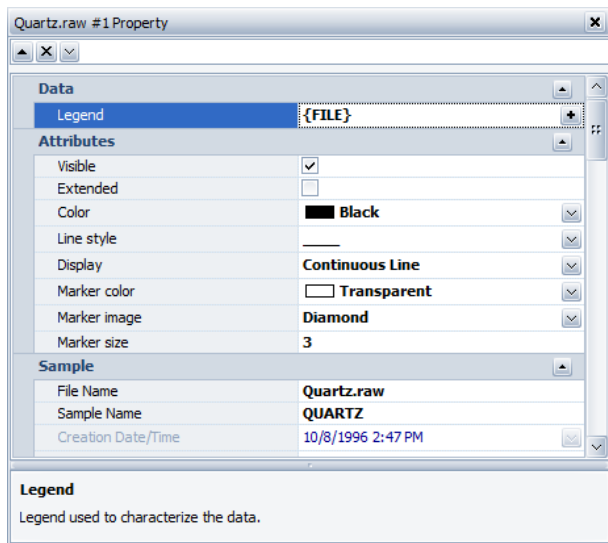 Quartz.raw #1 Property
Data
Legend {FILE}
Attributes
Visible
Extended
Color Black
Line style
Display Continuous Line
Marker color Transparent
Marker image Diamond
Marker size 3
Sample
File Name Quartz.raw
Sample Name QUARTZ
Creation Date/Time 10/8/1996 2:47 PM
Legend
Legend used to characterize the data.